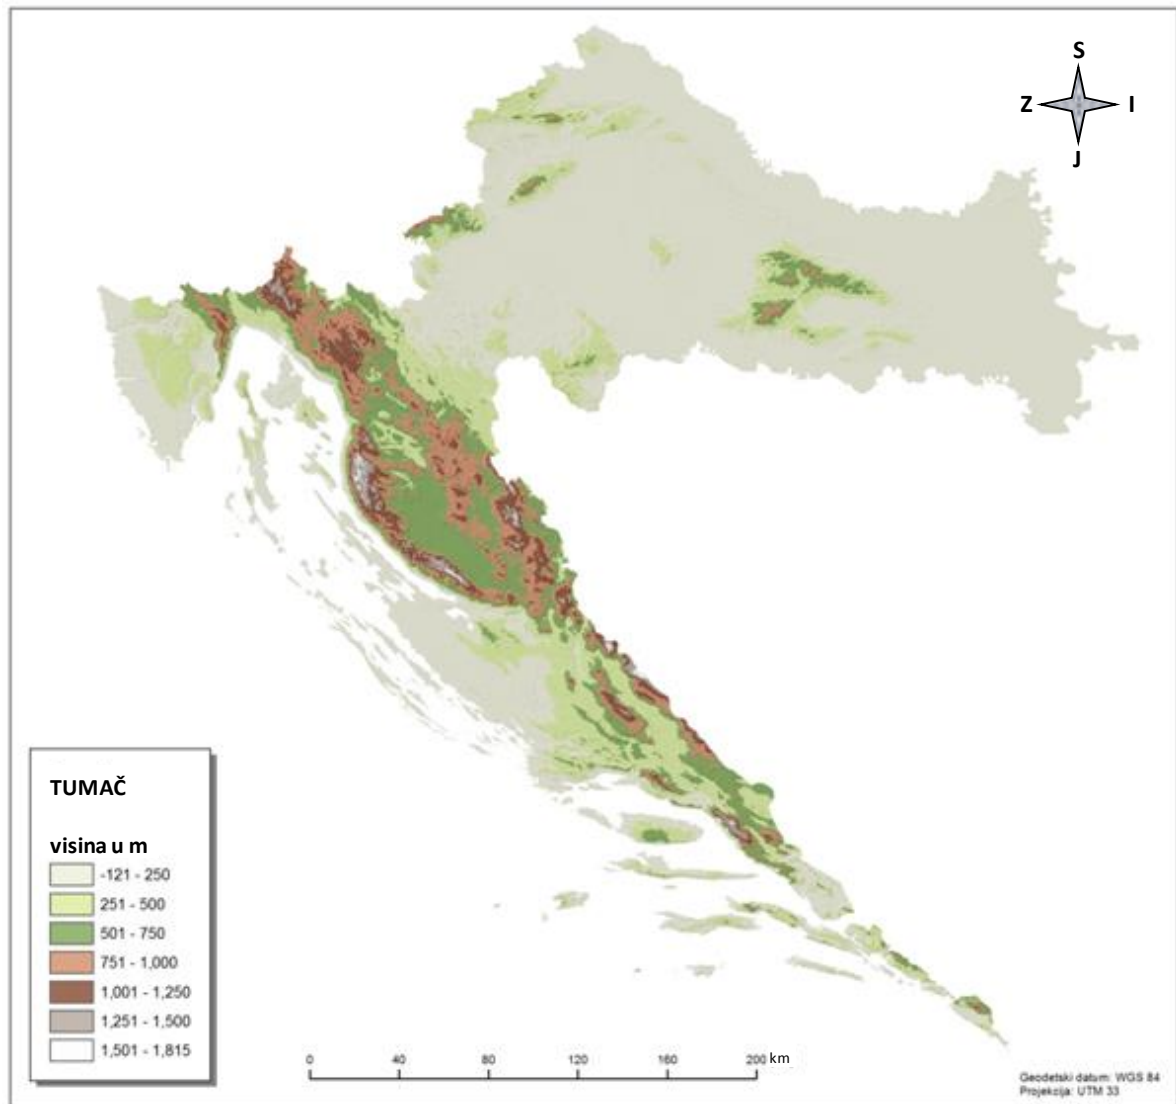 S
Z I
J
TUMAČ
visina u m
-121 - 250
251 - 500
501 - 750
751 - 1,000
1,001 - 1,250
1,251 - 1,500
1,501 - 1,815
0 40 80 120 160 200 km
Geodetski datum: WGS 84
Projekcija: UTM 33